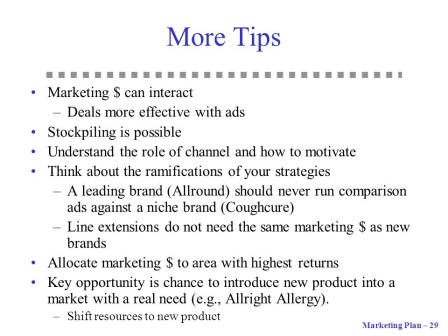 More Tips
• Marketing $ can interact
– Deals more effective with ads
• Stockpiling is possible
• Understand the role of channel and how to motivate
• Think about the ramifications of your strategies
– A leading brand (Allround) should never run comparison
ads against a niche brand (Coughcure)
– Line extensions do not need the same marketing $ as new
brands
• Allocate marketing $ to area with highest returns
• Key opportunity is chance to introduce new product into a
market with a real need (e.g., Allright Allergy).
– Shift resources to new product
Marketing Plan – 29